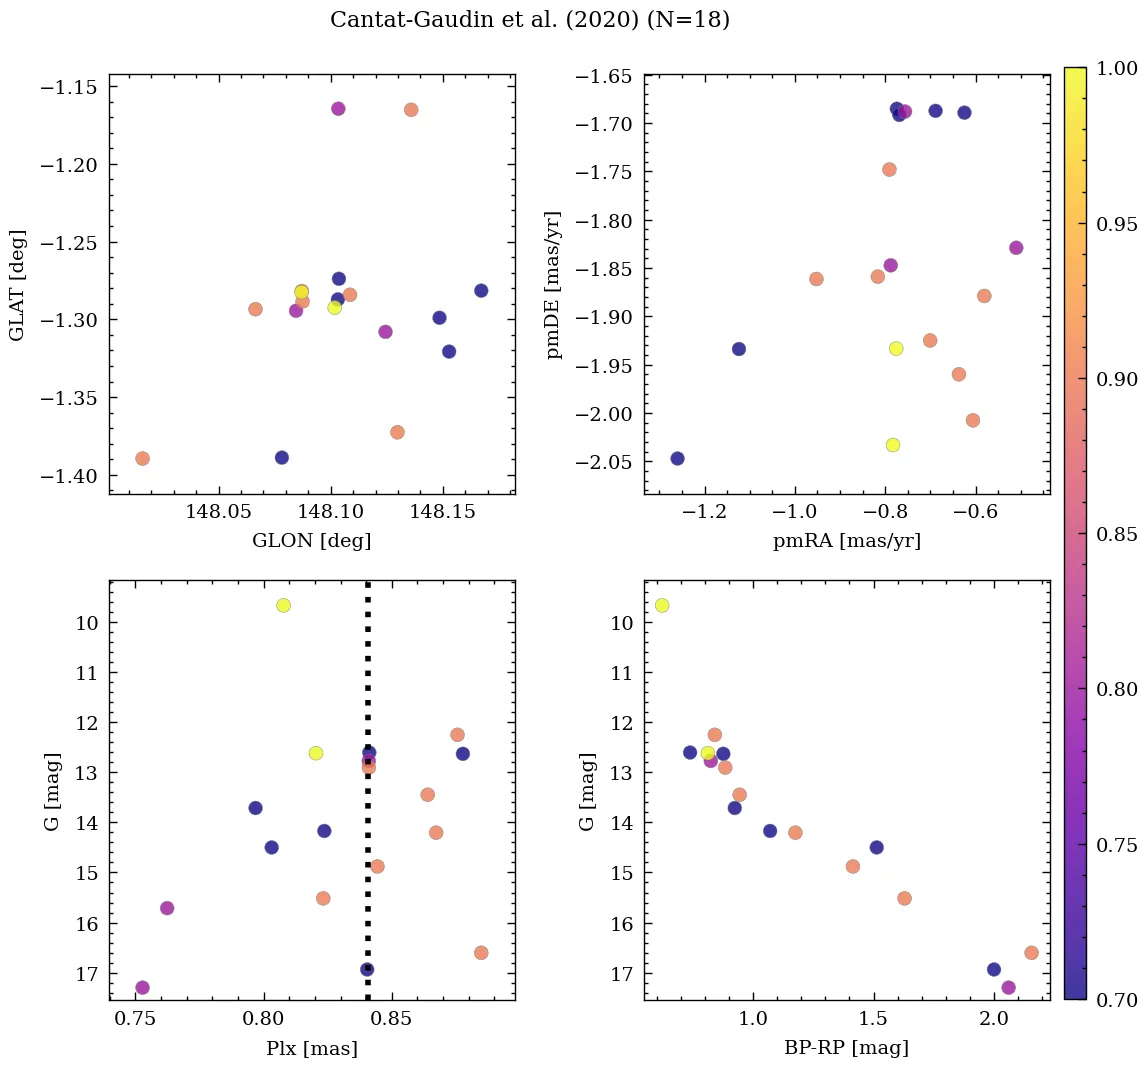 Cantat-Gaudin et al. (2020) (N=18)
−1.15
−1.20
−1.25
−1.30
−1.35
−1.40
GLAT [deg]
148.05 148.10 148.15
GLON [deg]
−1.65
−1.70
−1.75
−1.80
−1.85
−1.90
−1.95
−2.00
−2.05
pmDE [mas/yr]
−1.2 −1.0 −0.8 −0.6
pmRA [mas/yr]
10
11
12
13
14
15
16
17
G [mag]
0.75 0.80 0.85
Plx [mas]
10
11
12
13
14
15
16
17
G [mag]
1.0 1.5 2.0
BP-RP [mag]
1.00
0.95
0.90
0.85
0.80
0.75
0.70